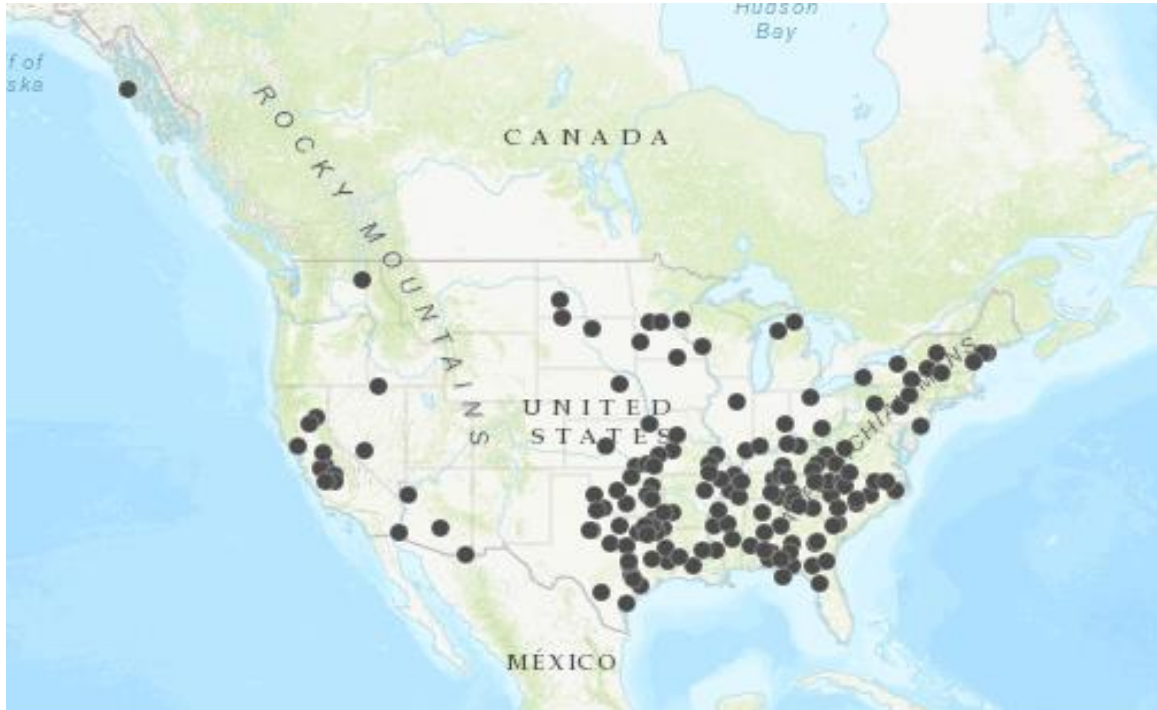 Hudson
Bay
f of
ska
ROCKY MOUNTAINS
CANADA
UNITED
STATES
MÉXICO